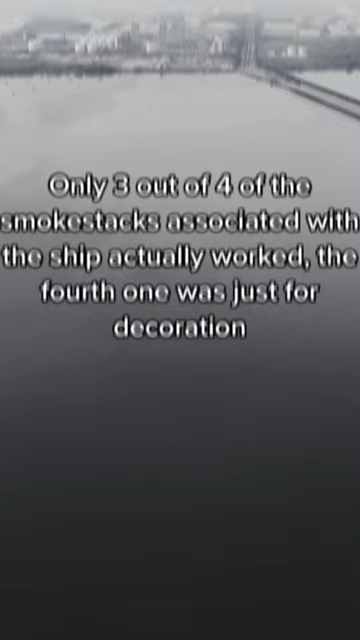 Only 3 out of 4 of the
smokestacks associated with
the ship actually worked, the
fourth one was just for
decoration